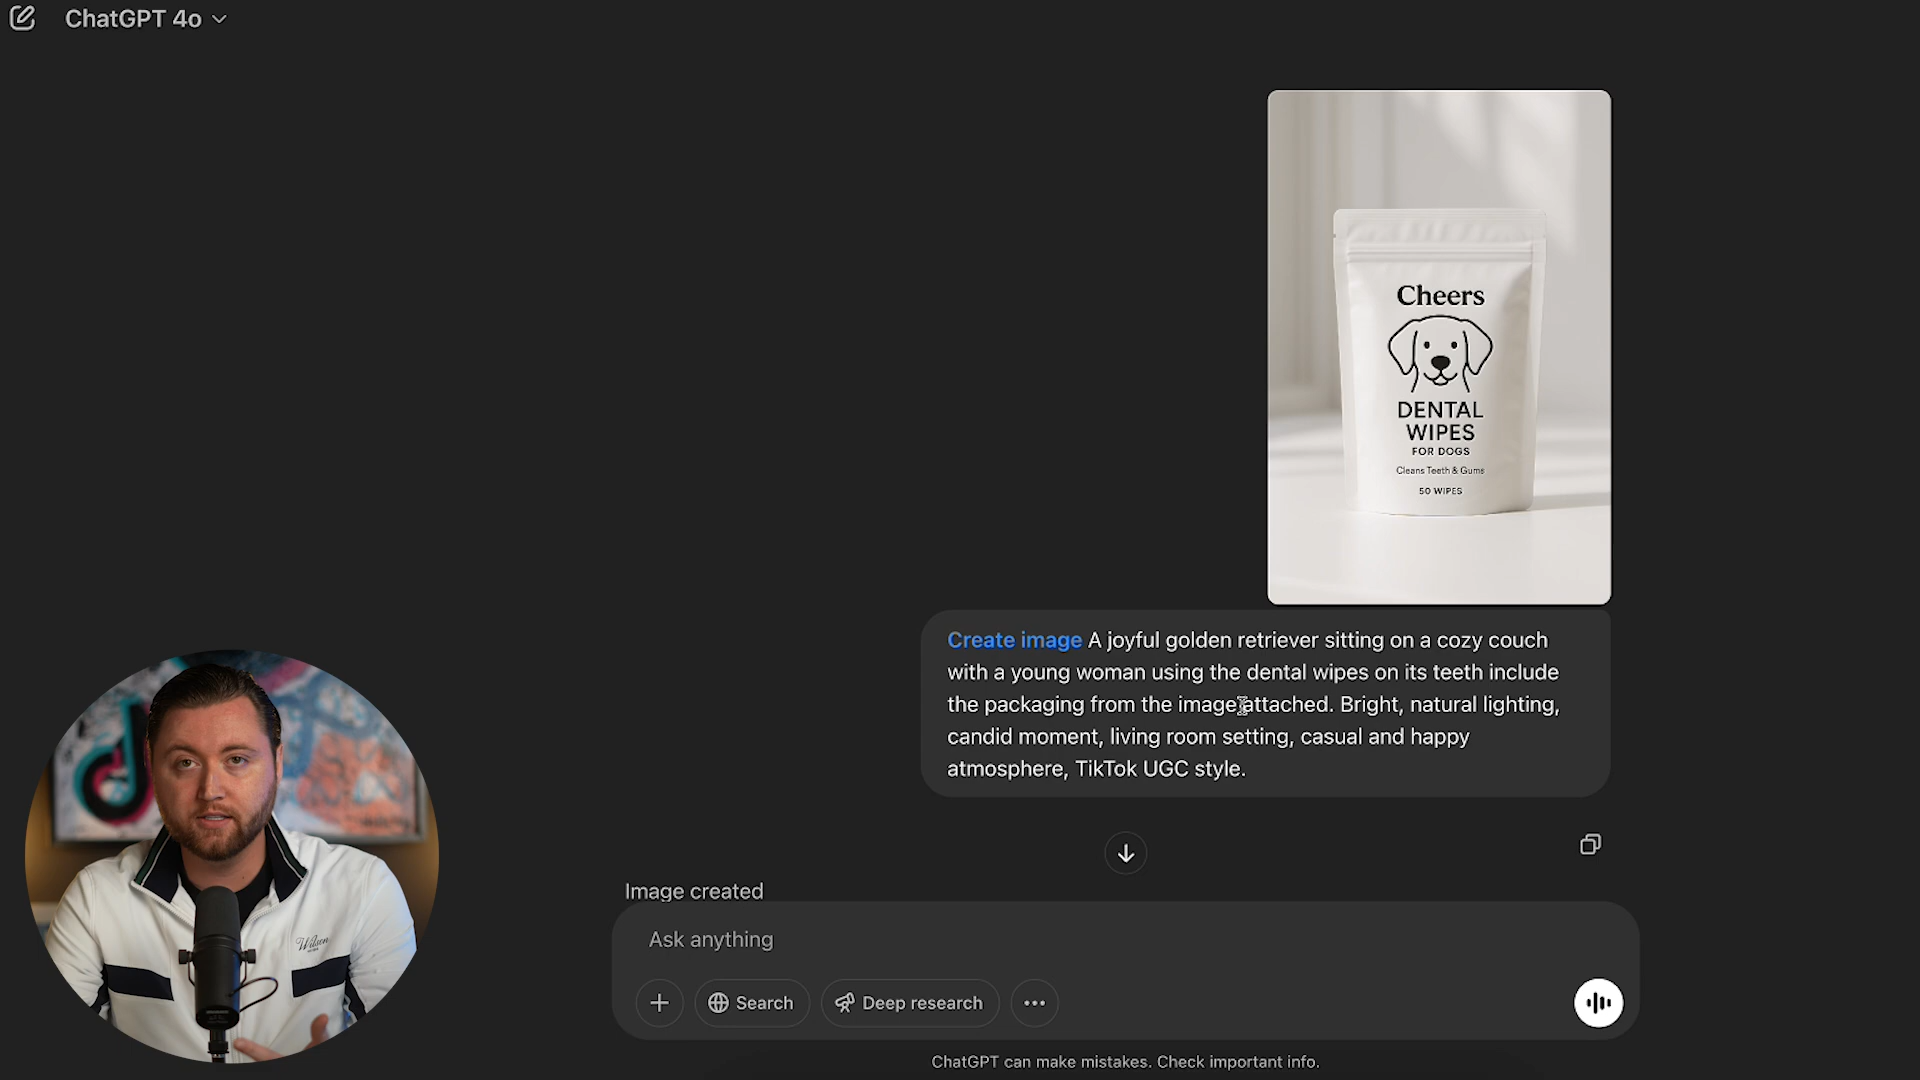 ChatGPT 4o
Cheers
DENTAL
WIPES
FOR DOGS
Cleans Teeth & Gums
50 WIPES
Create image A joyful golden retriever sitting on a cozy couch
with a young woman using the dental wipes on its teeth include
the packaging from the image attached. Bright, natural lighting,
candid moment, living room setting, casual and happy
atmosphere, TikTok UGC style.
Image created
Ask anything
Search
Deep research
ChatGPT can make mistakes. Check important info.
Wilson